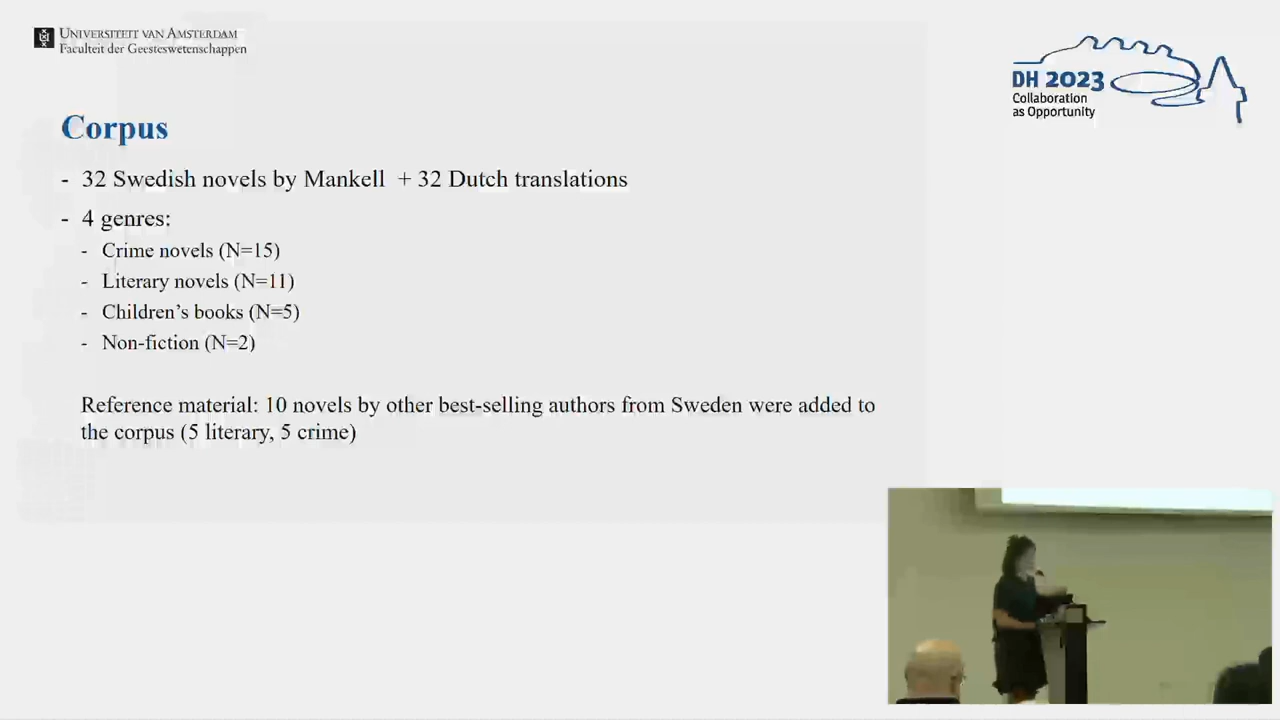 UNIVERSITEIT VAN AMSTERDAM
Faculteit der Geesteswetenschappen
DH 2023
Collaboration
as Opportunity
Corpus
- 32 Swedish novels by Mankell + 32 Dutch translations
- 4 genres:
- Crime novels (N=15)
- Literary novels (N=11)
- Children’s books (N=5)
- Non-fiction (N=2)
Reference material: 10 novels by other best-selling authors from Sweden were added to
the corpus (5 literary, 5 crime)